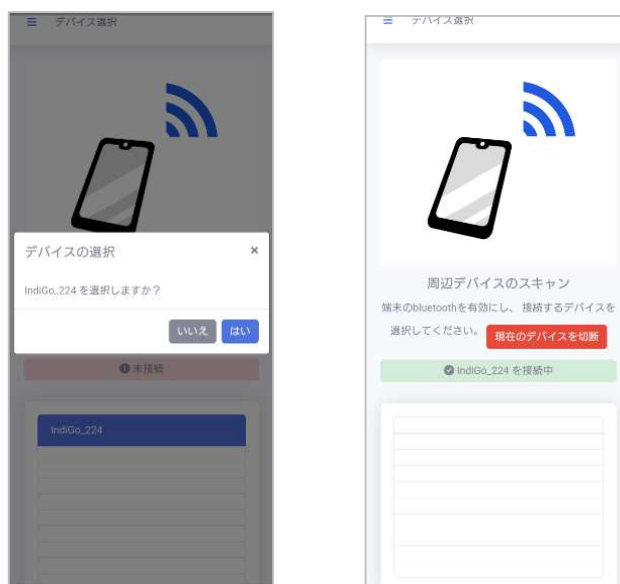 デバイス選択
デバイスの選択
×
IndiGo_224 を選択しますか？
いいえ
はい
未接続
IndiGo_224
デバイス選択
周辺デバイスのスキャン
端末のbluetoothを有効にし、 接続するデバイスを
選択してください。 現在のデバイスを切断
IndiGo_224 を接続中